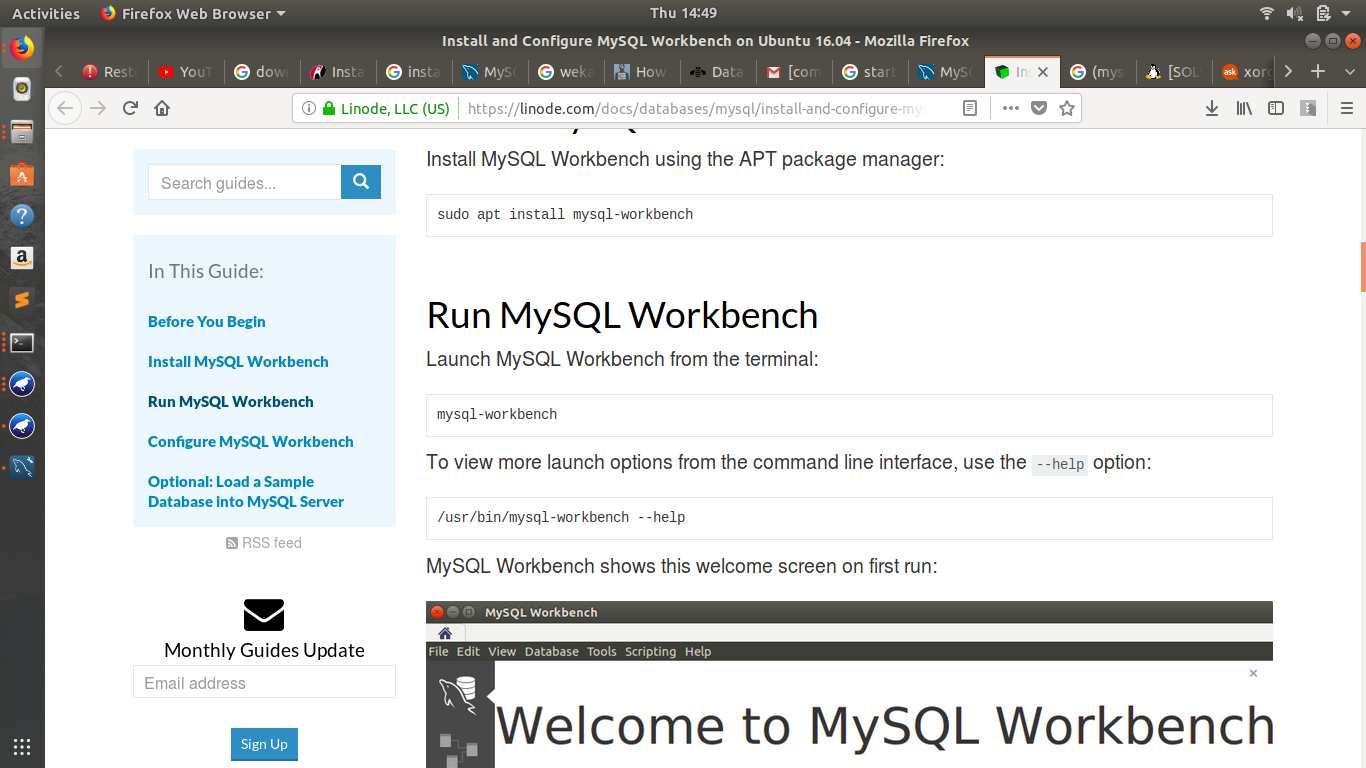 Activities
Firefox Web Browser
Thu 14:49
Install and Configure MySQL Workbench on Ubuntu 16.04 - Mozilla Firefox
Rest
YouT
dow
Insta
insta
MyS
weka
How
Data
[com
start
MyS
Ins
(mys
[SOL
ask
xor
Linode, LLC (US)
https://linode.com/docs/databases/mysql/install-and-configure-my
Install MySQL Workbench using the APT package manager:
sudo apt install mysql-workbench
Search guides...
In This Guide:
Before You Begin
Install MySQL Workbench
Run MySQL Workbench
Configure MySQL Workbench
Optional: Load a Sample
Database into MySQL Server
RSS feed
Monthly Guides Update
Email address
Sign Up
Run MySQL Workbench
Launch MySQL Workbench from the terminal:
mysql-workbench
To view more launch options from the command line interface, use the --help option:
/usr/bin/mysql-workbench --help
MySQL Workbench shows this welcome screen on first run:
MySQL Workbench
File Edit View Database Tools Scripting Help
Welcome to MySQL Workbench